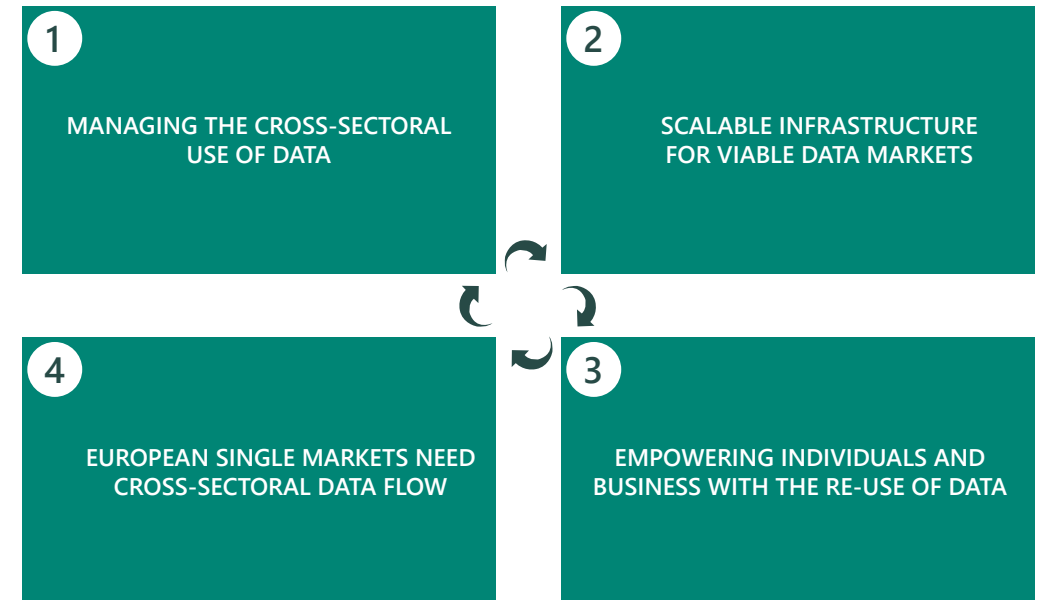 1
MANAGING THE CROSS-SECTORAL
USE OF DATA
2
SCALABLE INFRASTRUCTURE
FOR VIABLE DATA MARKETS
3
EMPOWERING INDIVIDUALS AND
BUSINESS WITH THE RE-USE OF DATA
4
EUROPEAN SINGLE MARKETS NEED
CROSS-SECTORAL DATA FLOW